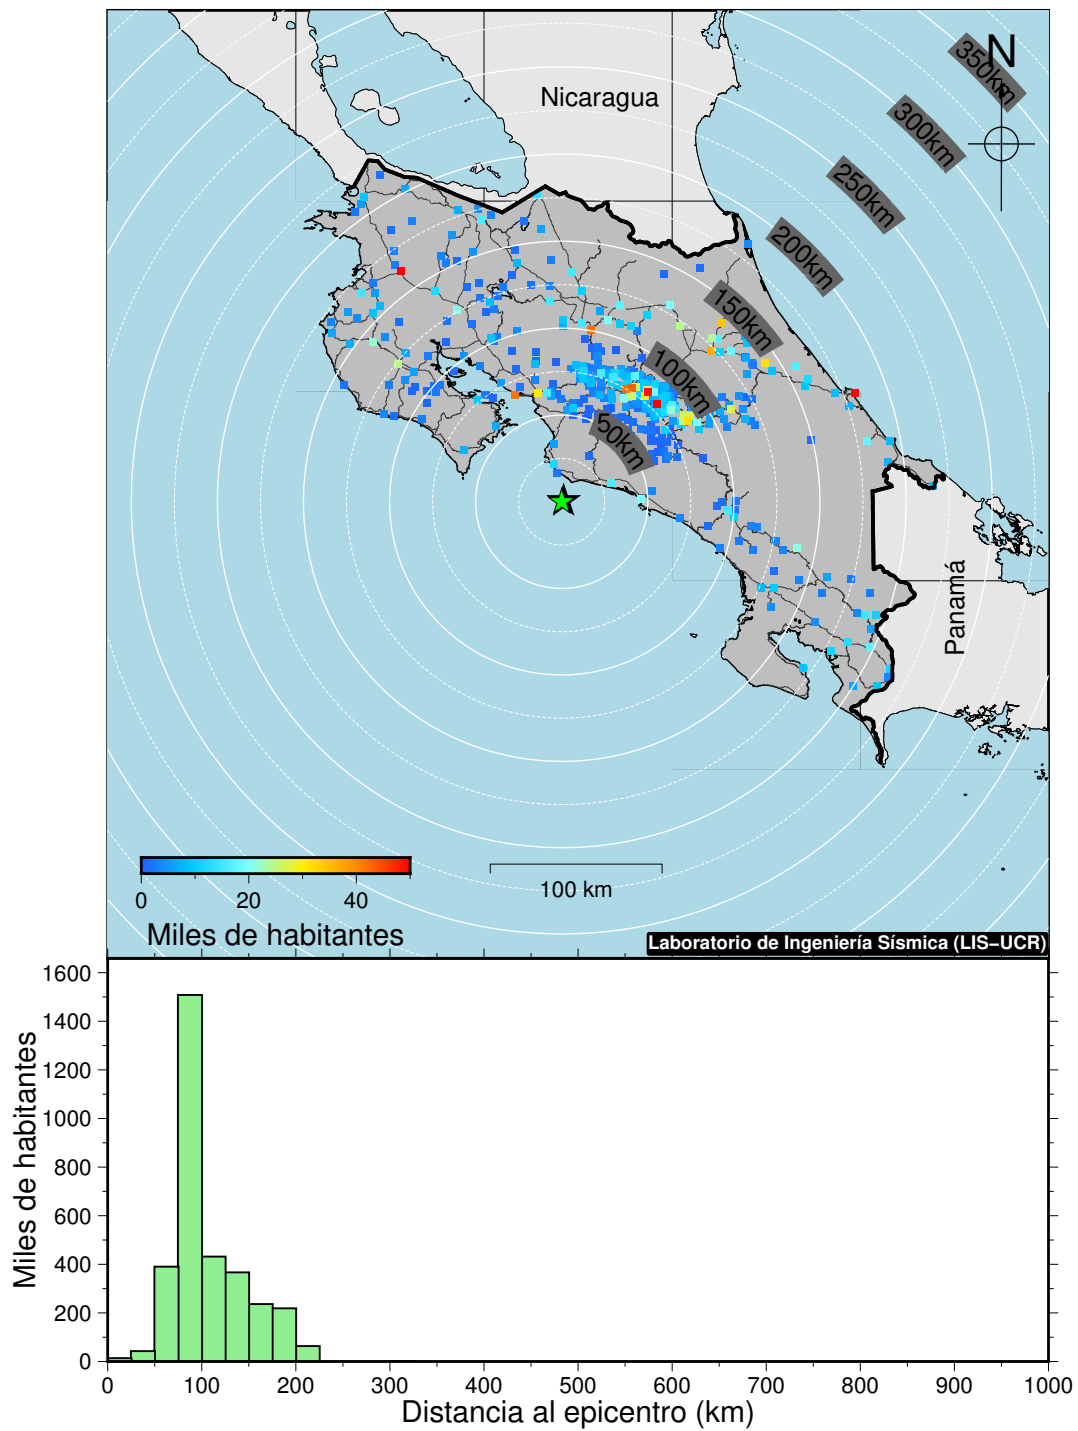 N
350km
Nicaragua
300km
250km
200km
150km
100km
50km
Panamá
0 20 40
Miles de habitantes
100 km
Laboratorio de Ingeniería Sísmica (LIS−UCR)
1600
1400
1200
1000
800
600
400
200
0
Miles de habitantes
0 100 200 300 400 500 600 700 800 900 1000
Distancia al epicentro (km)